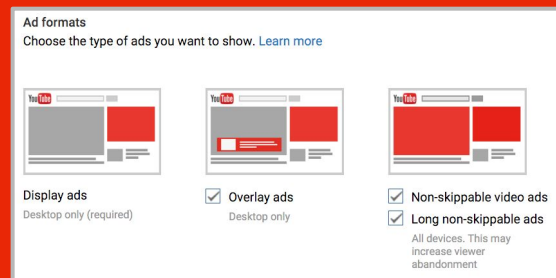 Ad formats
Choose the type of ads you want to show. Learn more
YouTube
YouTube
YouTube
Display ads
Desktop only (required)
Overlay ads
Desktop only
Non-skippable video ads
Long non-skippable ads
All devices. This may
increase viewer
abandonment